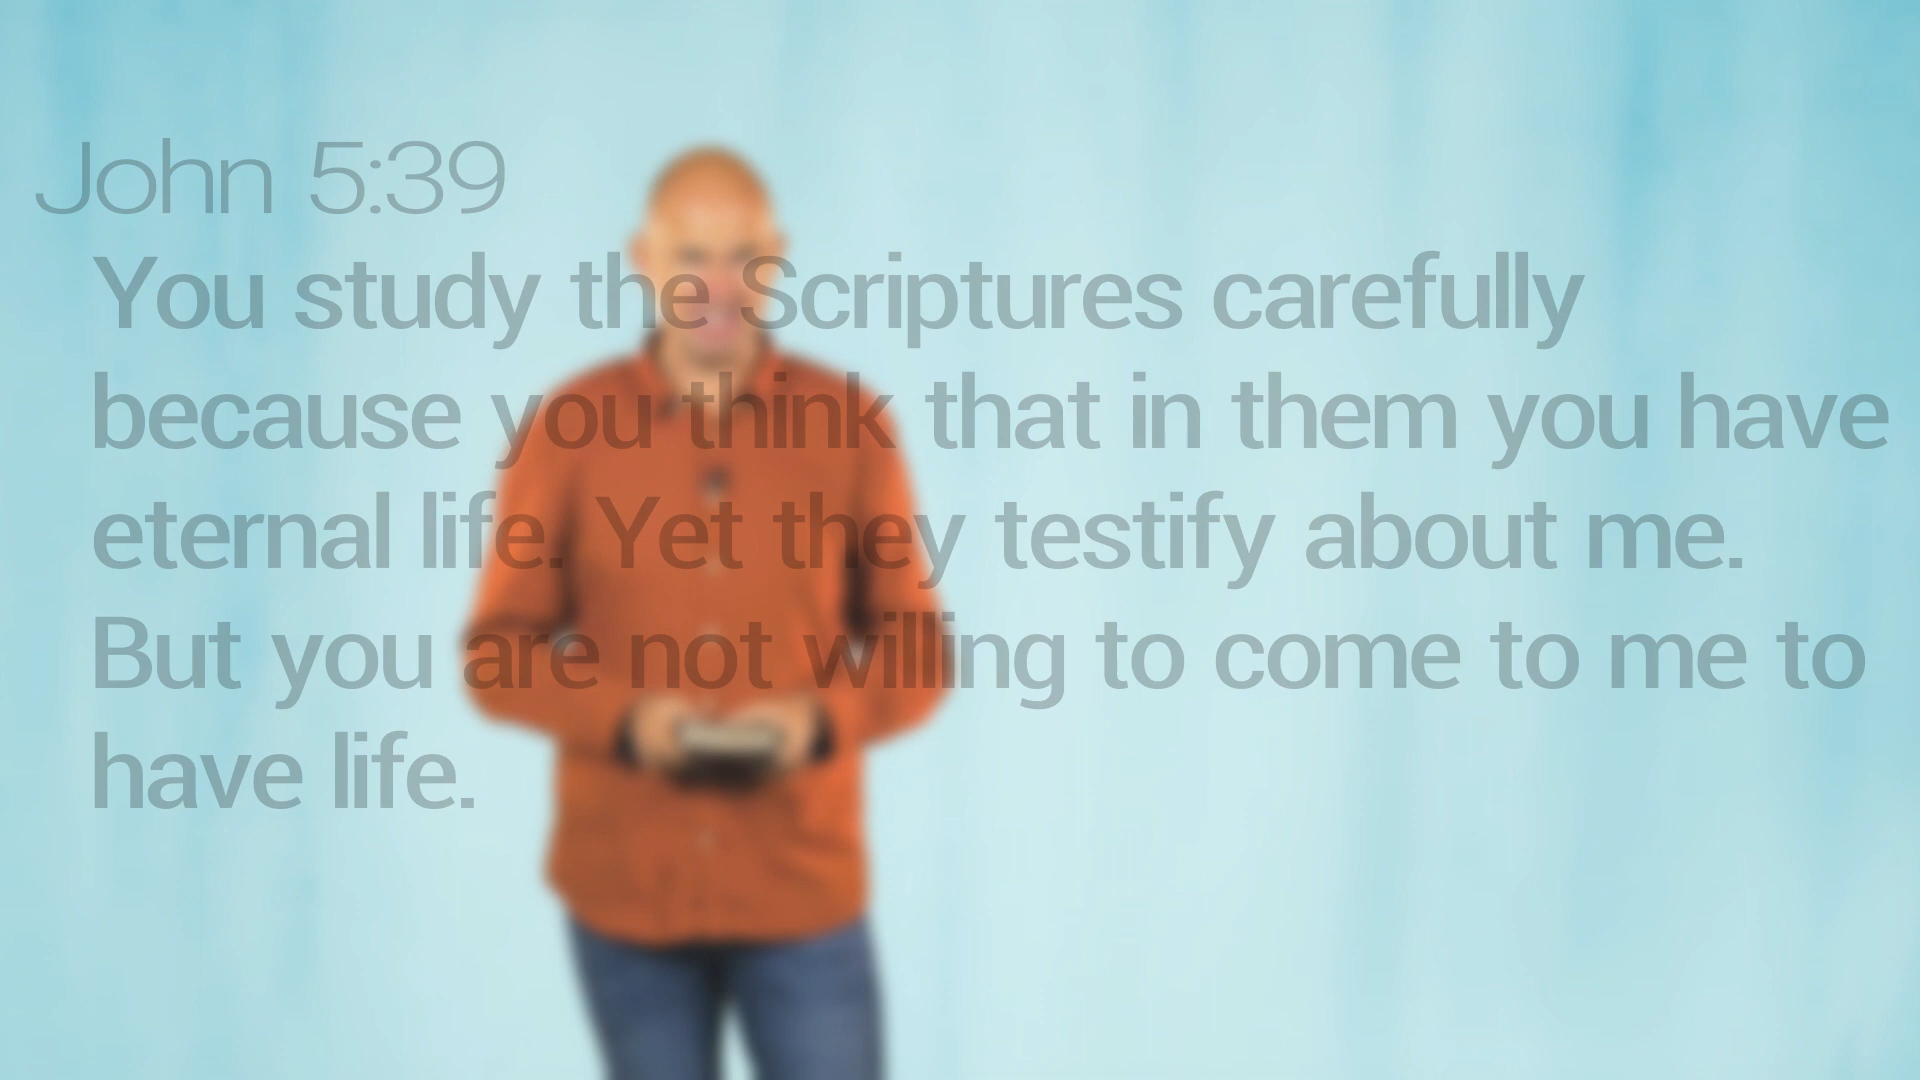 John 5:39
You study the Scriptures carefully
because you think that in them you have
eternal life. Yet they testify about me.
But you are not willing to come to me to
have life.